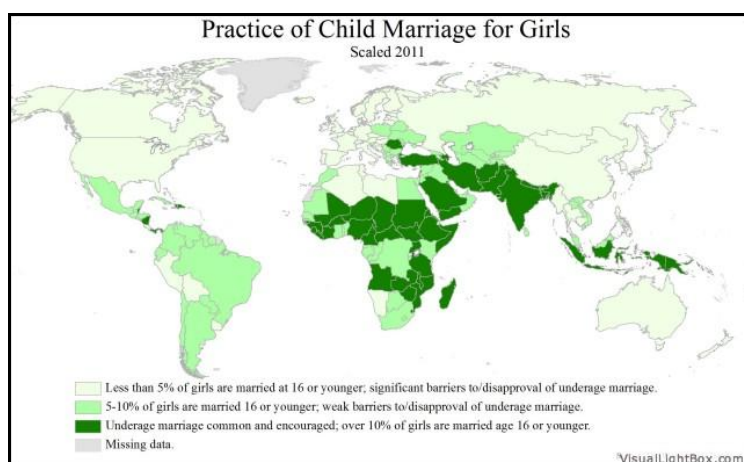 Practice of Child Marriage for Girls
Scaled 2011
Less than 5% of girls are married at 16 or younger; significant barriers to/disapproval of underage marriage.
5-10% of girls are married 16 or younger; weak barriers to/disapproval of underage marriage.
Underage marriage common and encouraged; over 10% of girls are married age 16 or younger.
Missing data.
VisualLightBox.com